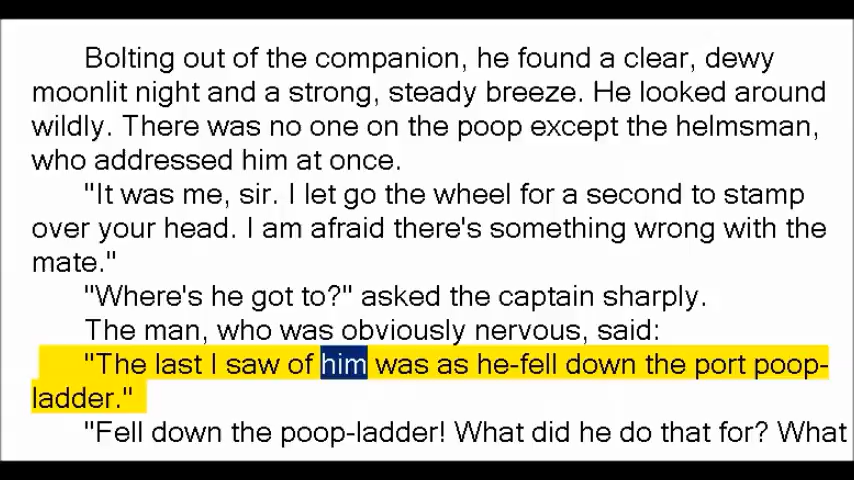 Bolting out of the companion, he found a clear, dewy
moonlit night and a strong, steady breeze. He looked around
wildly. There was no one on the poop except the helmsman,
who addressed him at once.
"It was me, sir. I let go the wheel for a second to stamp
over your head. I am afraid there's something wrong with the
mate."
"Where's he got to?" asked the captain sharply.
The man, who was obviously nervous, said:
"The last I saw of him was as he-fell down the port poop-
ladder."
"Fell down the poop-ladder! What did he do that for? What